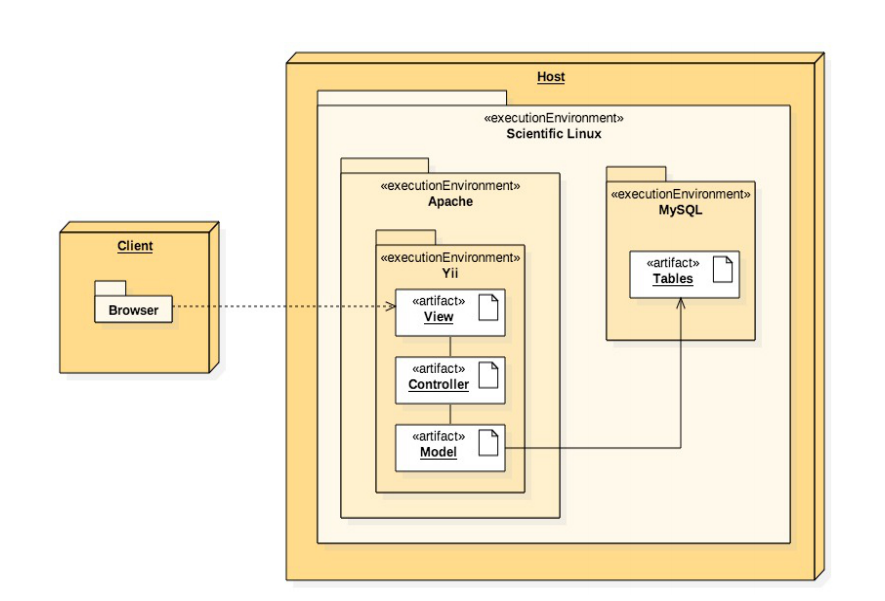 Host
«executionEnvironment»
Scientific Linux
«executionEnvironment»
Apache
«executionEnvironment»
MySQL
Client
«executionEnvironment»
Yii
«artifact»
Tables
Browser
«artifact»
View
«artifact»
Controller
«artifact»
Model